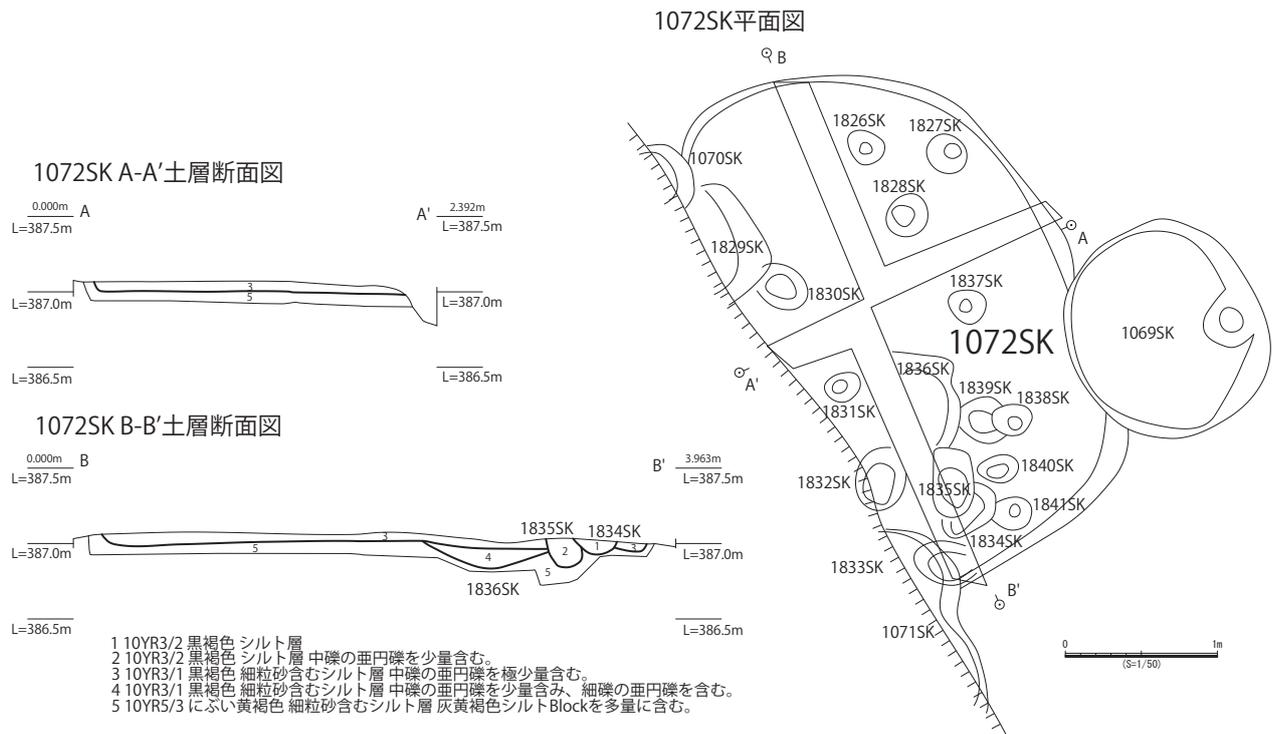 1072SK平面図
B
1826SK
1827SK
1070SK
1828SK
1829SK
A
1830SK
1837SK
1072SK
1069SK
1836SK
A'
1839SK
1838SK
1831SK
1840SK
1832SK
1835SK
1841SK
1834SK
1833SK
B'
1071SK
0
1m
(S=1/50)
1072SK A-A'土層断面図
0.000m
A
L=387.5m
A'
2.392m
L=387.5m
3
5
L=387.0m
L=387.0m
L=386.5m
L=386.5m
1072SK B-B'土層断面図
0.000m
B
L=387.5m
B'
3.963m
L=387.5m
1835SK
1834SK
3
5
4
2
1
3
5
L=387.0m
L=387.0m
1836SK
L=386.5m
L=386.5m
1 10YR3/2 黒褐色 シルト層
2 10YR3/2 黒褐色 シルト層 中礫の亜円礫を少量含む。
3 10YR3/1 黒褐色 細粒砂含むシルト層 中礫の亜円礫を極少量含む。
4 10YR3/1 黒褐色 細粒砂含むシルト層 中礫の亜円礫を少量含み、細礫の亜円礫を含む。
5 10YR5/3 にぶい黄褐色 細粒砂含むシルト層 灰黄褐色シルトBlockを多量に含む。